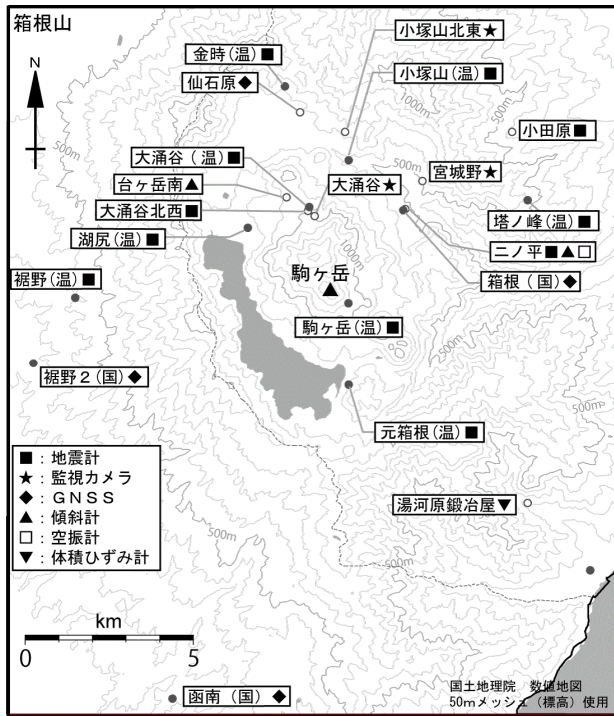 箱根山
N
小塚山北東★
金時(温)■
小塚山(温)■
仙石原◆
1000m
500m
小田原■
500m
大涌谷(温)■
500m
宮城野★
台ヶ岳南▲
大涌谷★
大涌谷北西■
塔ノ峰(温)■
湖尻(温)■
1000m
二ノ平■▲□
駒ヶ岳
箱根(国)◆
裾野(温)■
駒ヶ岳(温)■
500m
裾野2(国)◆
500m
元箱根(温)■
■:地震計
★:監視カメラ
◆:GNSS
▲:傾斜計
□:空振計
▼:体積ひずみ計
湯河原鍛冶屋▼
500m
500m
km
0 5
函南(国)◆
国土地理院 数値地図
50mメッシュ(標高)使用